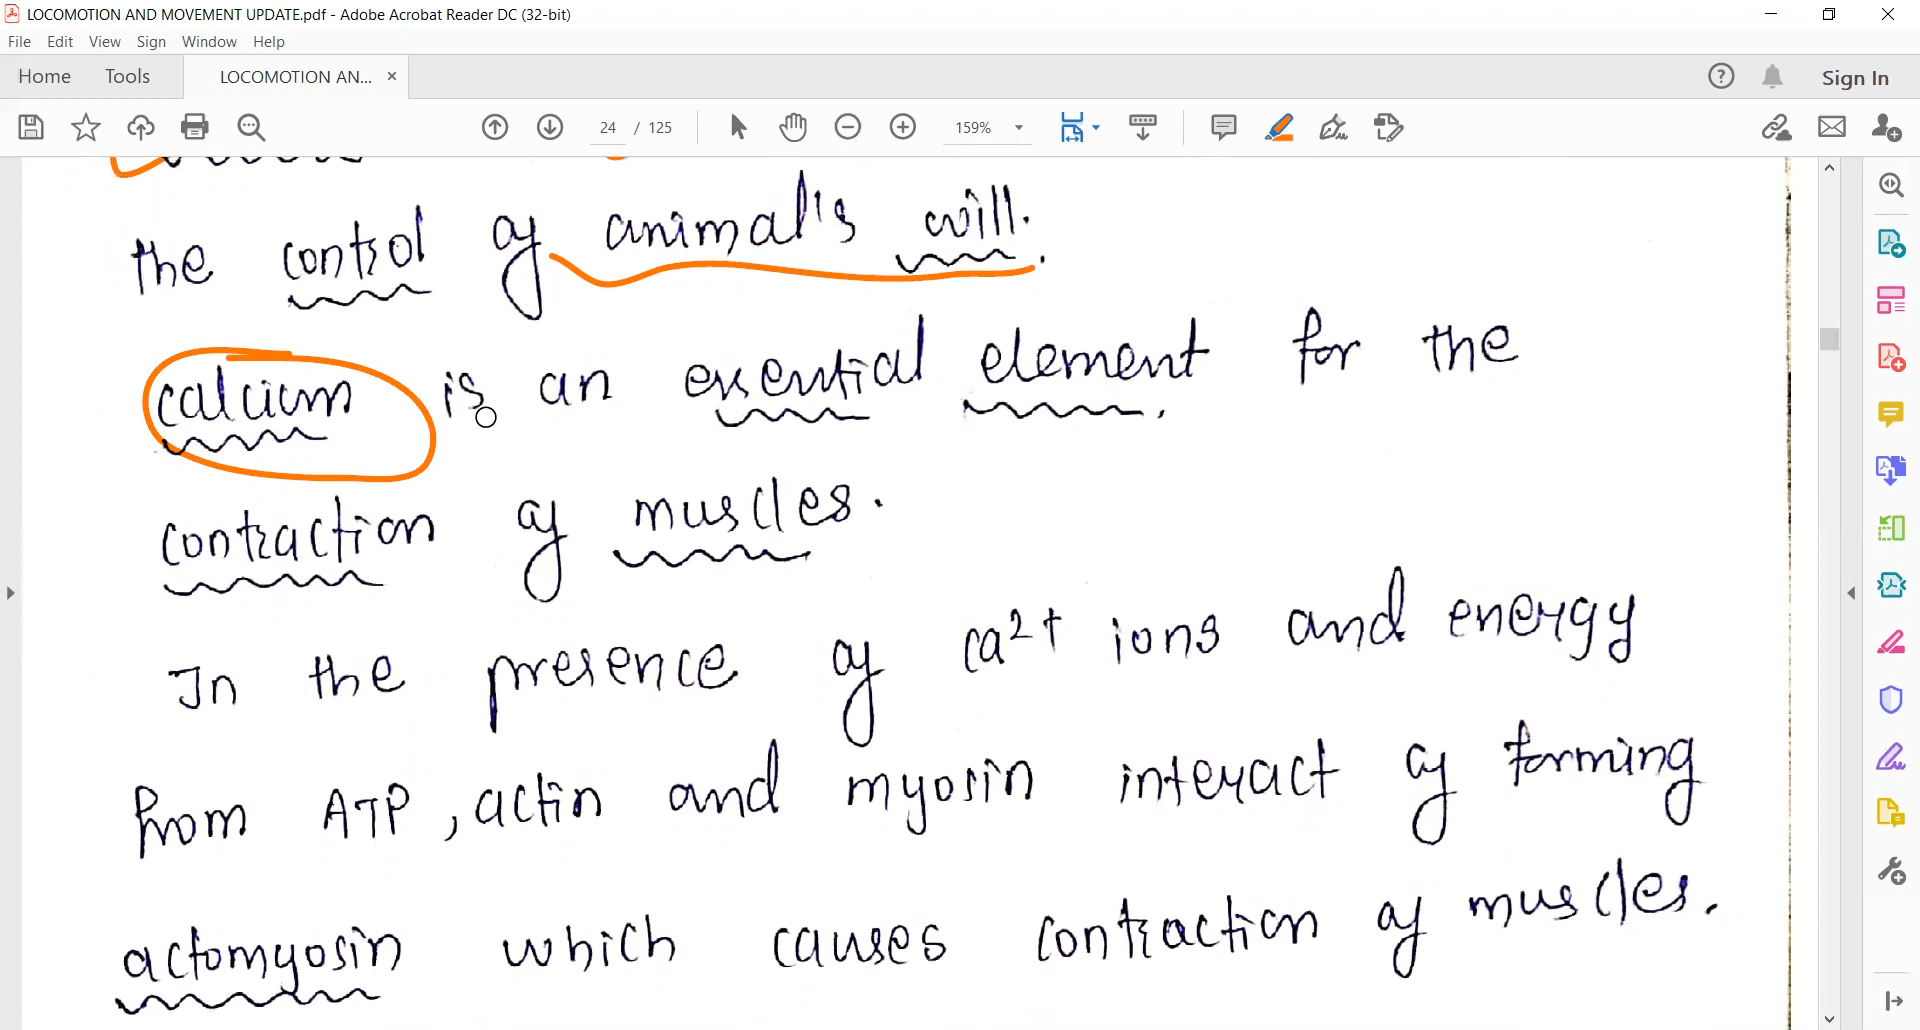 LOCOMOTION AND MOVEMENT UPDATE.pdf - Adobe Acrobat Reader DC (32-bit)
File Edit View Sign Window Help
Home Tools LOCOMOTION AN... × Sign In
24 / 125 159%
the control of animal's will.
calcium is an essential element for the
contraction of muscles.
In the presence of ca2+ ions and energy
from ATP, actin and myosin interact of forming
actomyosin which causes contraction of muscles.